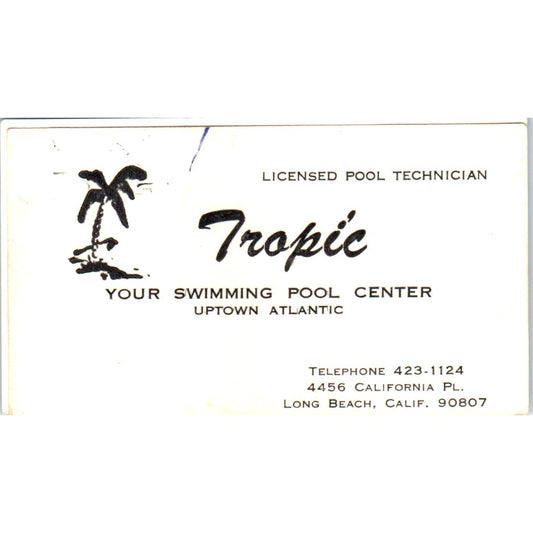 LICENSED POOL TECHNICIAN
Tropic
YOUR SWIMMING POOL CENTER
UPTOWN ATLANTIC
TELEPHONE 423-1124
4456 CALIFORNIA PL.
LONG BEACH, CALIF. 90807